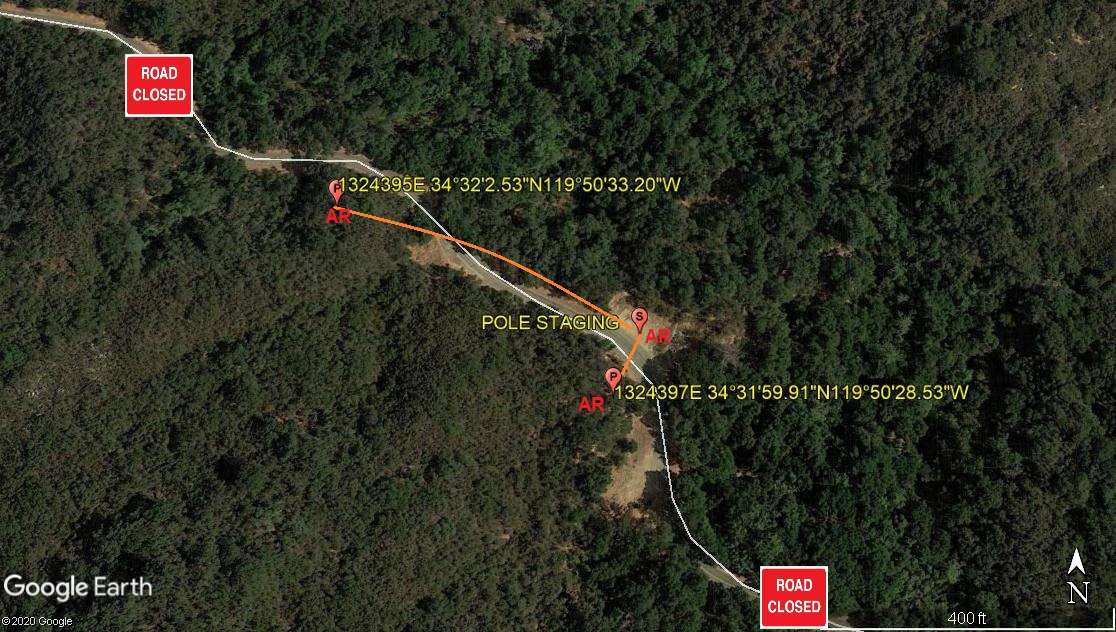 ROAD
CLOSED
P
1324395E 34°32'2.53"N119°50'33.20"W
AR
S
POLE STAGING
AR
P
1324397E 34°31'59.91"N119°50'28.53"W
AR
Google Earth
ROAD
CLOSED
N
©2020 Google
400 ft